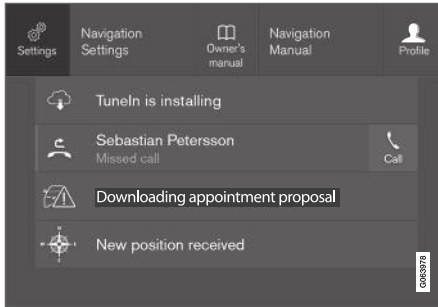 Settings
Navigation
Settings
Owner's
manual
Navigation
Manual
Profile
TuneIn is installing
Sebastian Petersson
Missed call
Call
Downloading appointment proposal
New position received
G063978